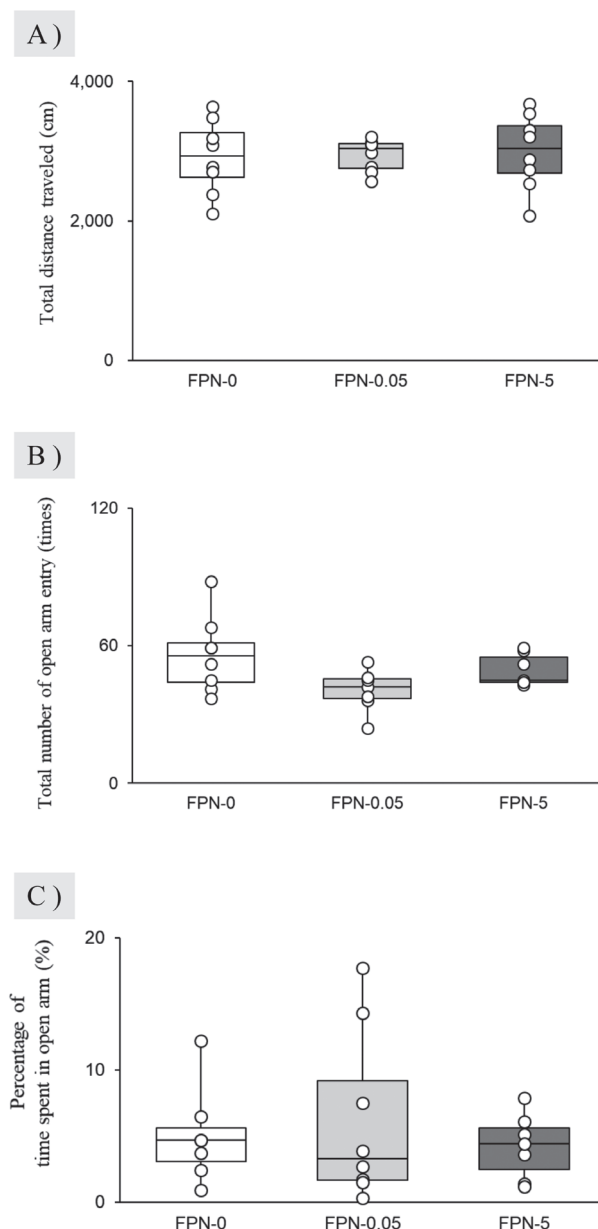 A )
Total distance traveled (cm)
4,000
2,000
0
FPN-0 FPN-0.05 FPN-5
B )
Total number of open arm entry (times)
120
60
0
FPN-0 FPN-0.05 FPN-5
C )
Percentage of
time spent in open arm (%)
20
10
0
FPN-0 FPN-0.05 FPN-5